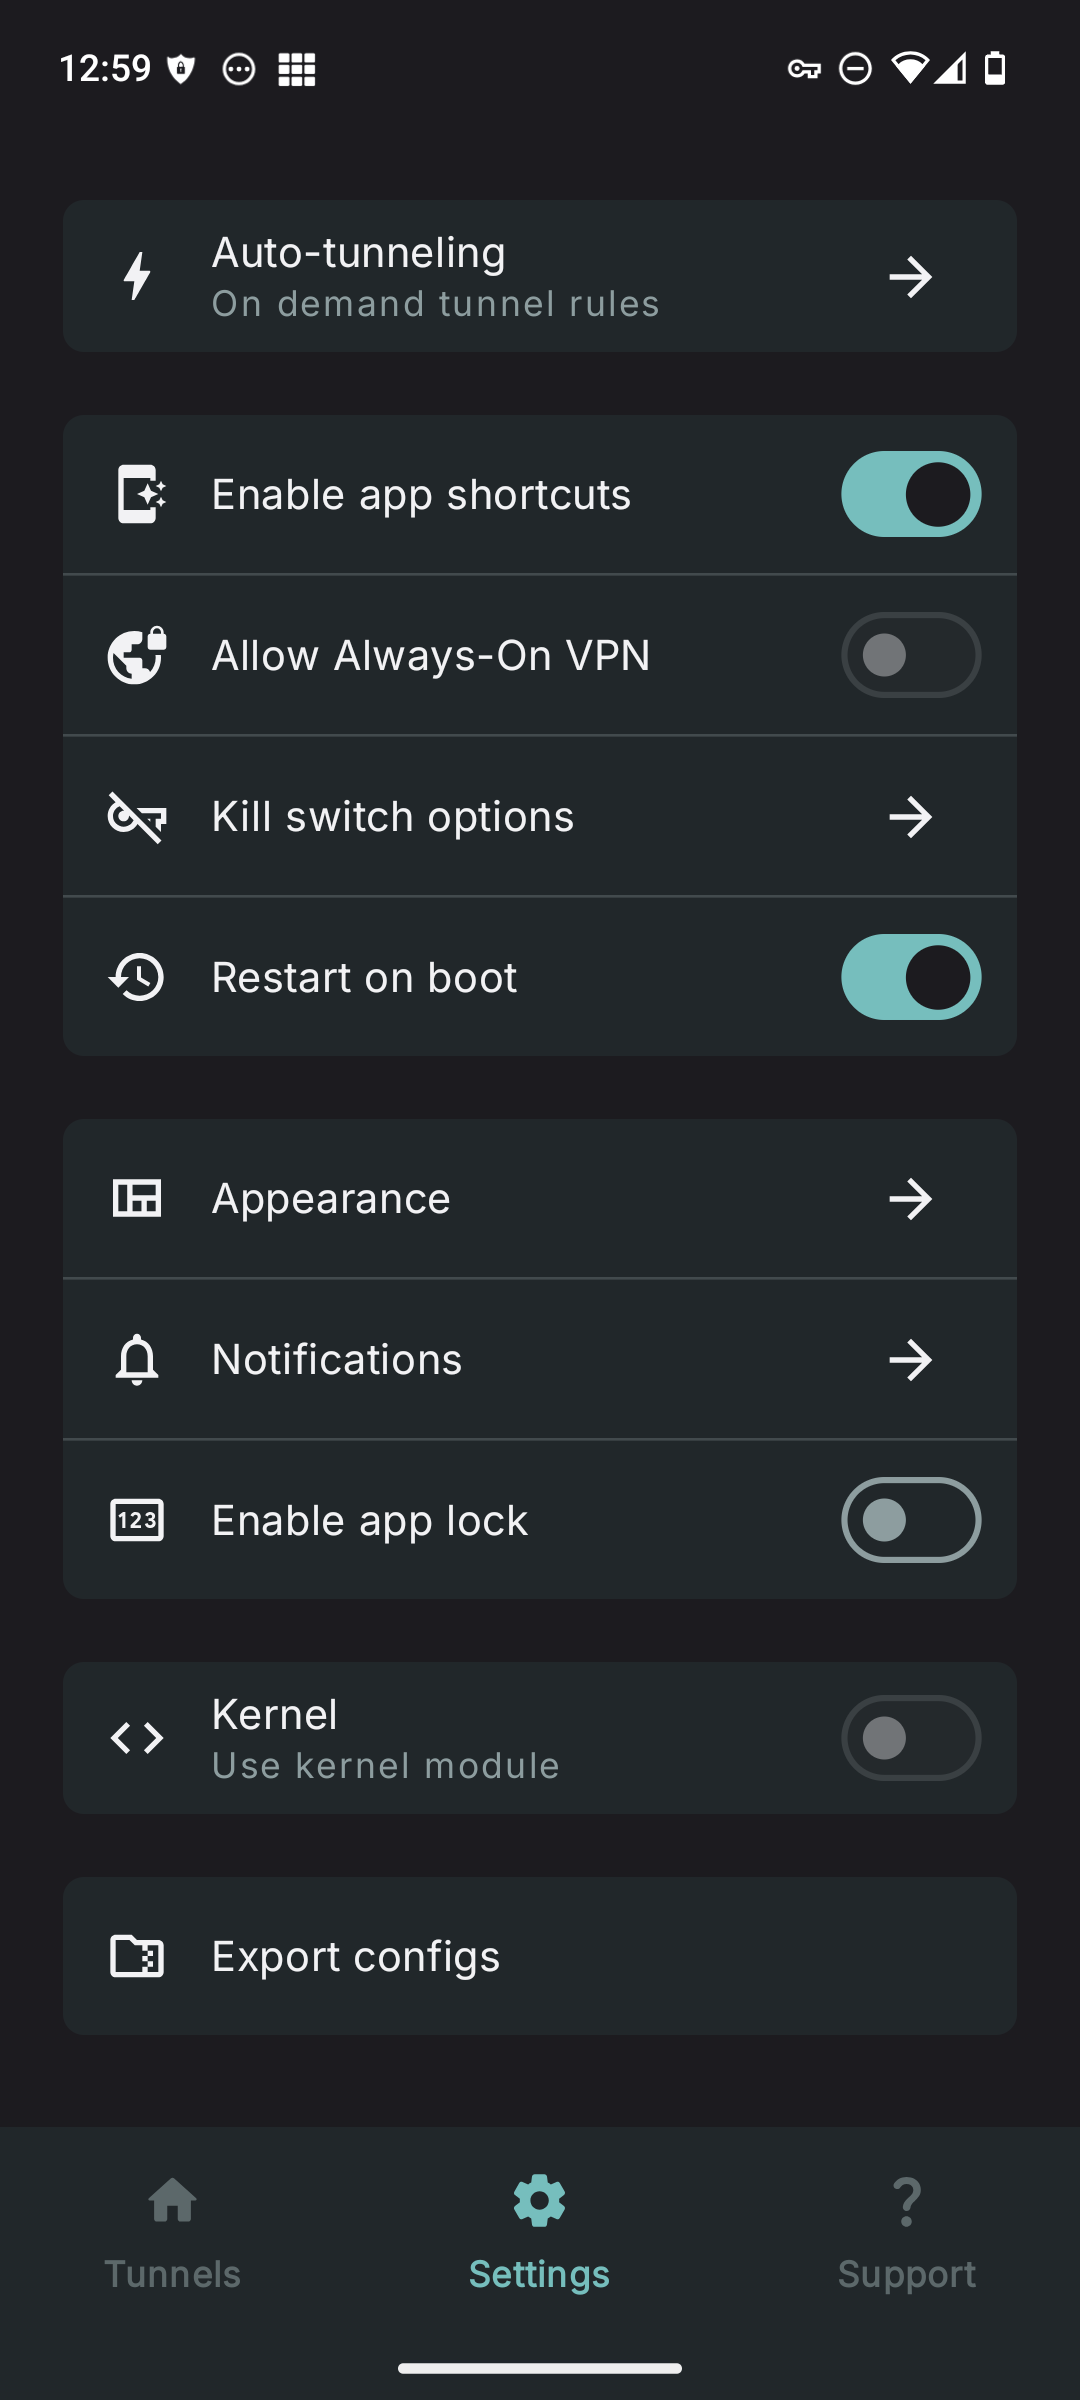 12:59
Auto-tunneling
On demand tunnel rules
Enable app shortcuts
Allow Always-On VPN
Kill switch options
Restart on boot
Appearance
Notifications
123
Enable app lock
Kernel
Use kernel module
Export configs
Tunnels
Settings
Support